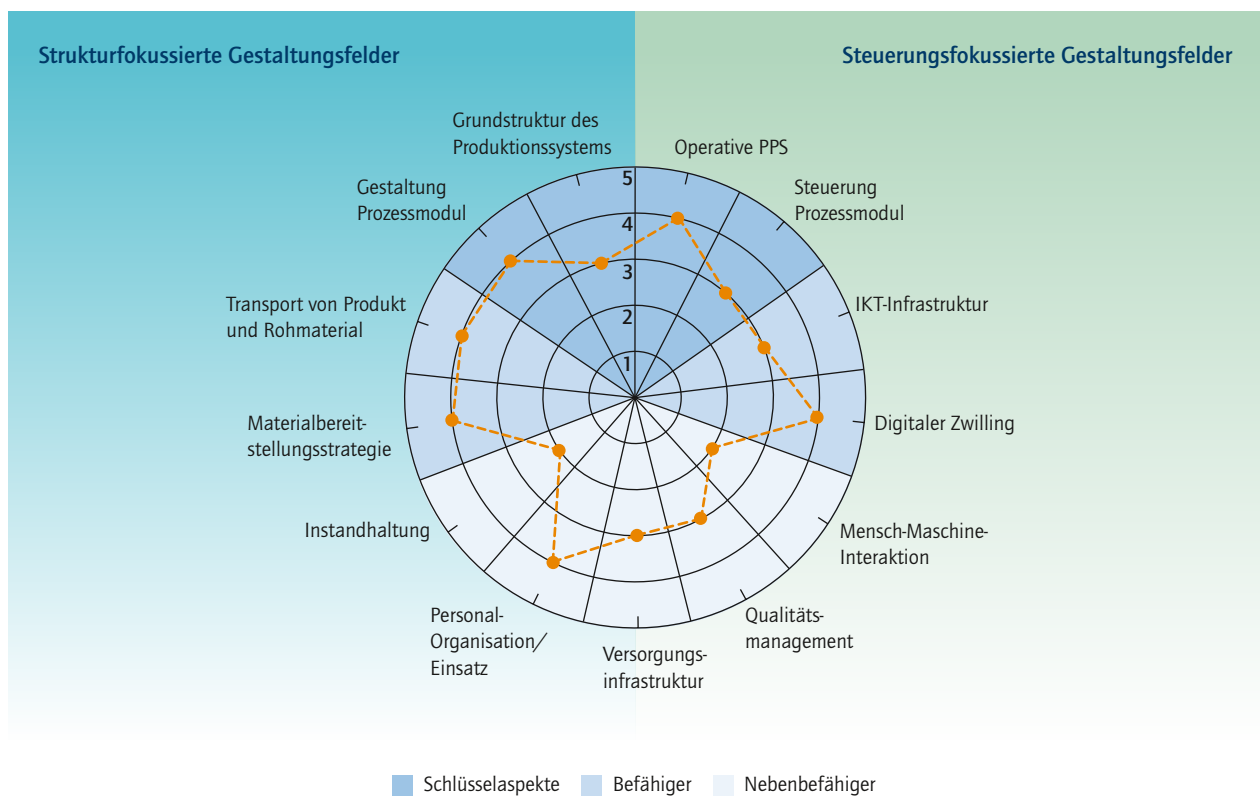 Strukturfokussierte Gestaltungsfelder
Steuerungsfokussierte Gestaltungsfelder
Grundstruktur des
Produktionssystems
Operative PPS
Gestaltung
Prozessmodul
Steuerung
Prozessmodul
5
4
3
2
1
Transport von Produkt
und Rohmaterial
IKT-Infrastruktur
Materialbereit-
stellungsstrategie
Digitaler Zwilling
Instandhaltung
Mensch-Maschine-
Interaktion
Personal-
Organisation/
Einsatz
Qualitäts-
management
Versorgungs-
infrastruktur
Schlüsselaspekte
Befähiger
Nebenbefähiger